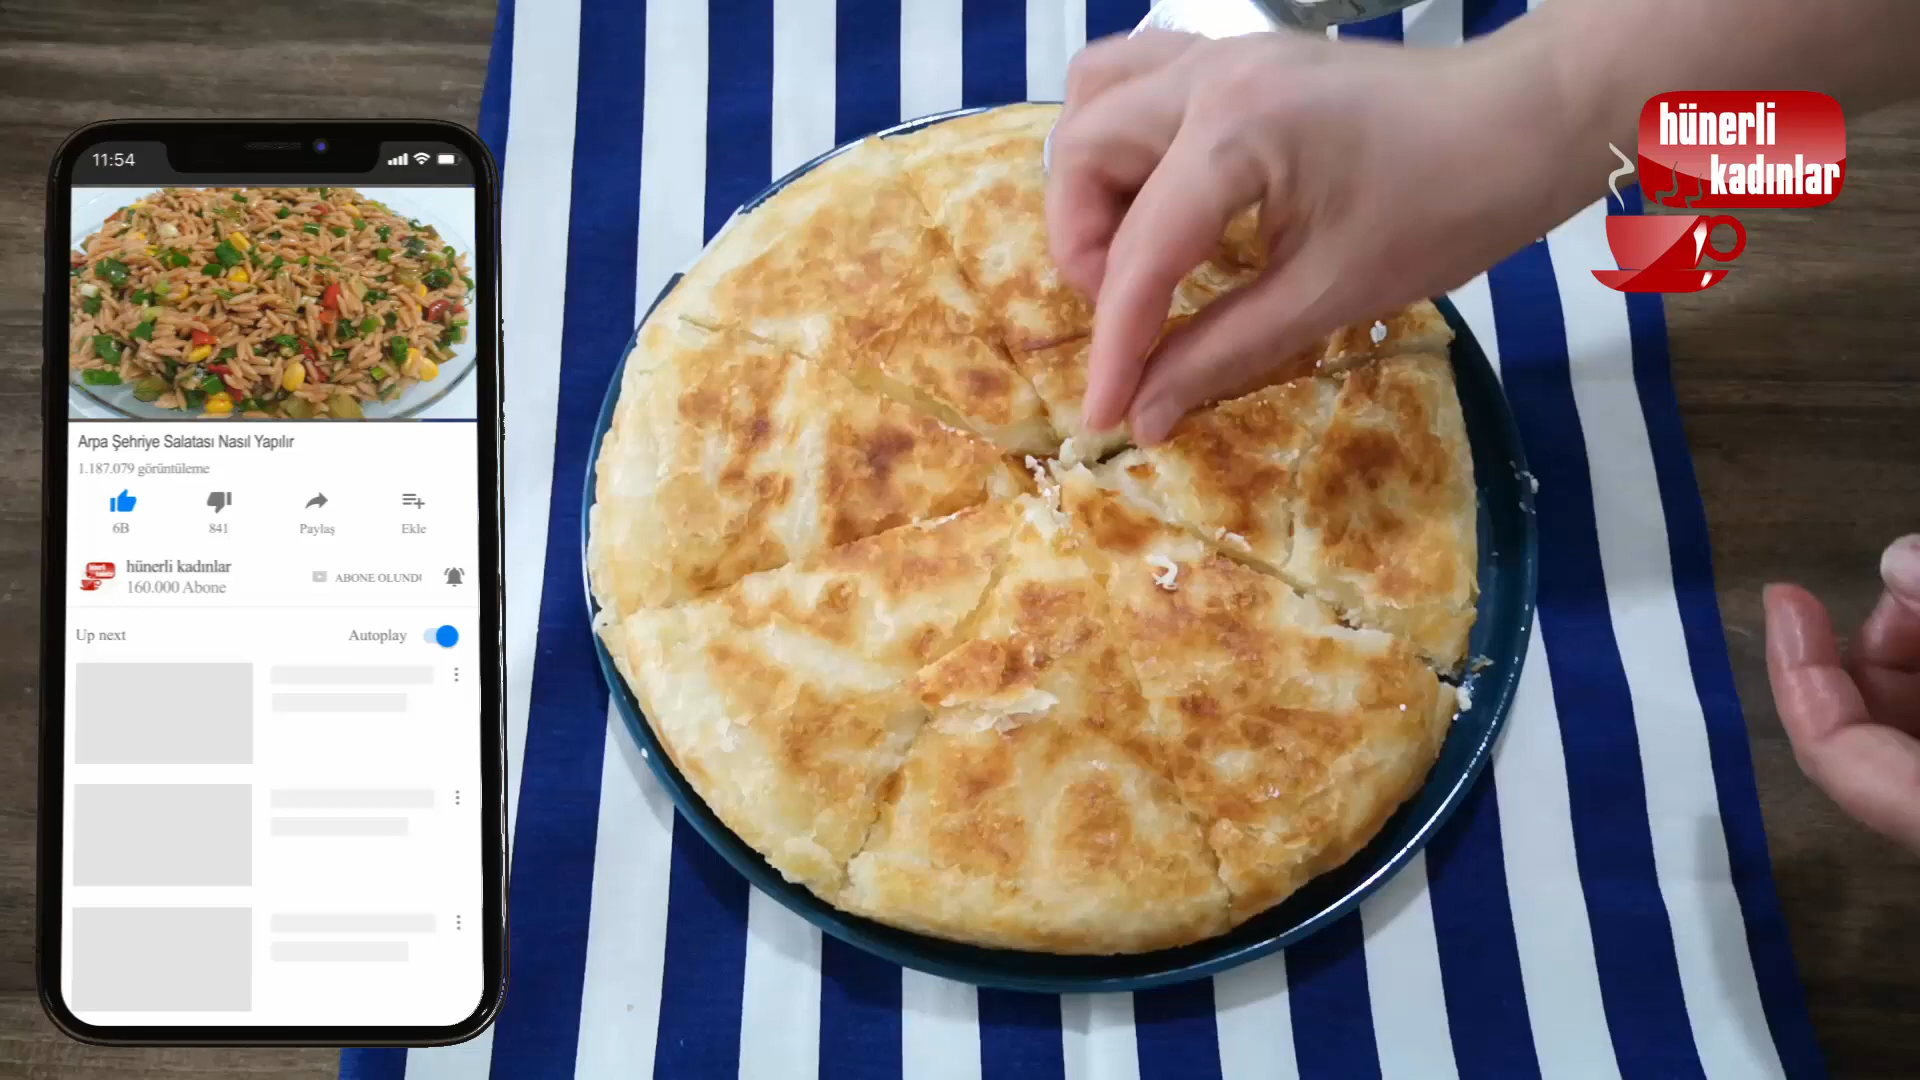 11:54
Arpa Şehriye Salatası Nasıl Yapılır
1.187.079 görüntüleme
6B
841
Paylaş
Ekle
hünerli kadınlar
160.000 Abone
ABONE OLUNDU
Up next
Autoplay
hünerli
kadınlar